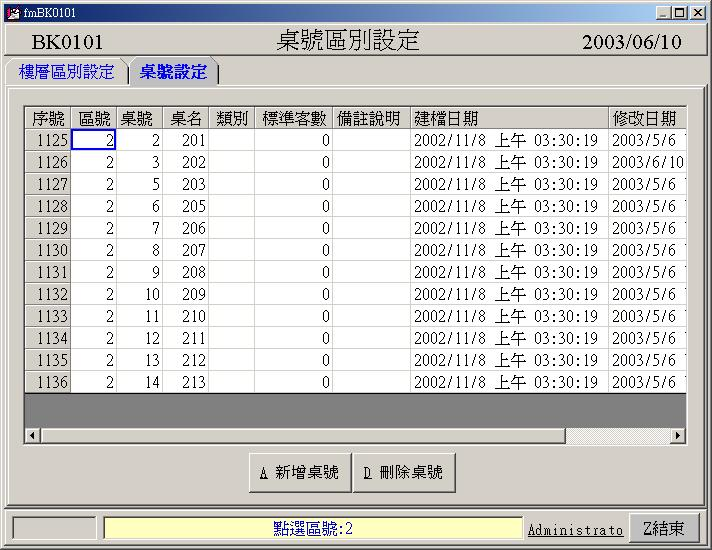 fmBK0101
BK0101 桌號區別設定 2003/06/10
樓層區別設定 桌號設定
序號 區號 桌號 桌名 類別 標準客數 備註說明 建檔日期 修改日期
1125 2 2 201 0 2002/11/8 上午 03:30:19 2003/5/6
1126 2 3 202 0 2002/11/8 上午 03:30:19 2003/6/10
1127 2 5 203 0 2002/11/8 上午 03:30:19 2003/5/6
1128 2 6 205 0 2002/11/8 上午 03:30:19 2003/5/6
1129 2 7 206 0 2002/11/8 上午 03:30:19 2003/5/6
1130 2 8 207 0 2002/11/8 上午 03:30:19 2003/5/6
1131 2 9 208 0 2002/11/8 上午 03:30:19 2003/5/6
1132 2 10 209 0 2002/11/8 上午 03:30:19 2003/5/6
1133 2 11 210 0 2002/11/8 上午 03:30:19 2003/5/6
1134 2 12 211 0 2002/11/8 上午 03:30:19 2003/5/6
1135 2 13 212 0 2002/11/8 上午 03:30:19 2003/5/6
1136 2 14 213 0 2002/11/8 上午 03:30:19 2003/5/6
A 新增桌號 D 刪除桌號
點選區號:2 Administrato Z結束